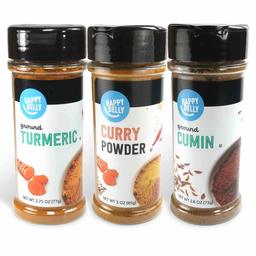 HAPPY
BELLY
ground
TURMERIC
NET WT 2.75 OZ (77g)
HAPPY
BELLY
CURRY
POWDER
NET WT 3 OZ (85g)
HAPPY
BELLY
ground
CUMIN
NET WT 2.6 OZ (73g)